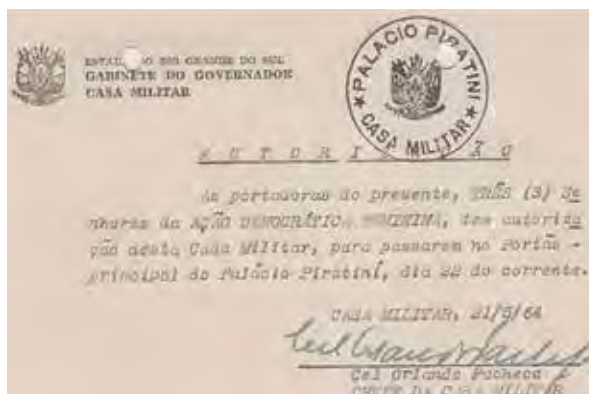 ESTADO DO RIO GRANDE DO SUL
GABINETE DO GOVERNADOR
CASA MILITAR
PALACIO PIRATINI
CASA MILITAR
AUTORIZAÇÃO
As portadoras do presente, TRÊS (3) Se
nhoras da AÇÃO DEMOCRÁTICA FEMININA, tem autoriza
ção desta Casa Militar, para passarem no Portão -
principal do Palácio Piratiní, dia 22 do corrente.
CASA MILITAR, 21/5/64
Cel Orlando Pacheco
CHEFE DA CASA MILITAR